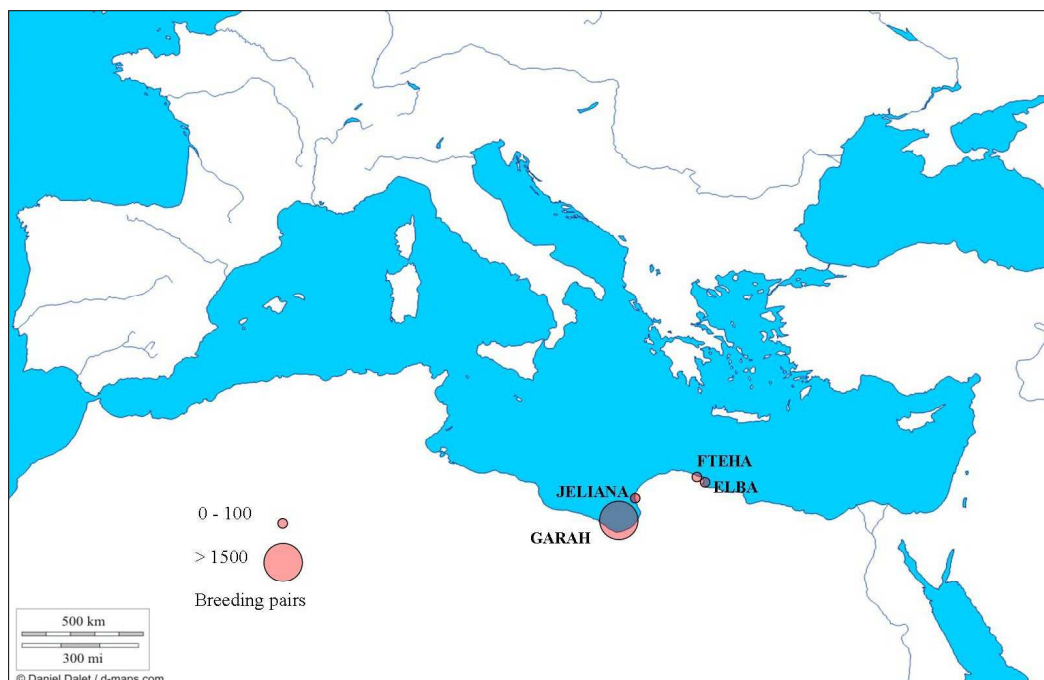 FTEHA
ELBA
JELIANA
GARAH
0 - 100
> 1500
Breeding pairs
500 km
300 mi
© Daniel Dalet / d-maps.com